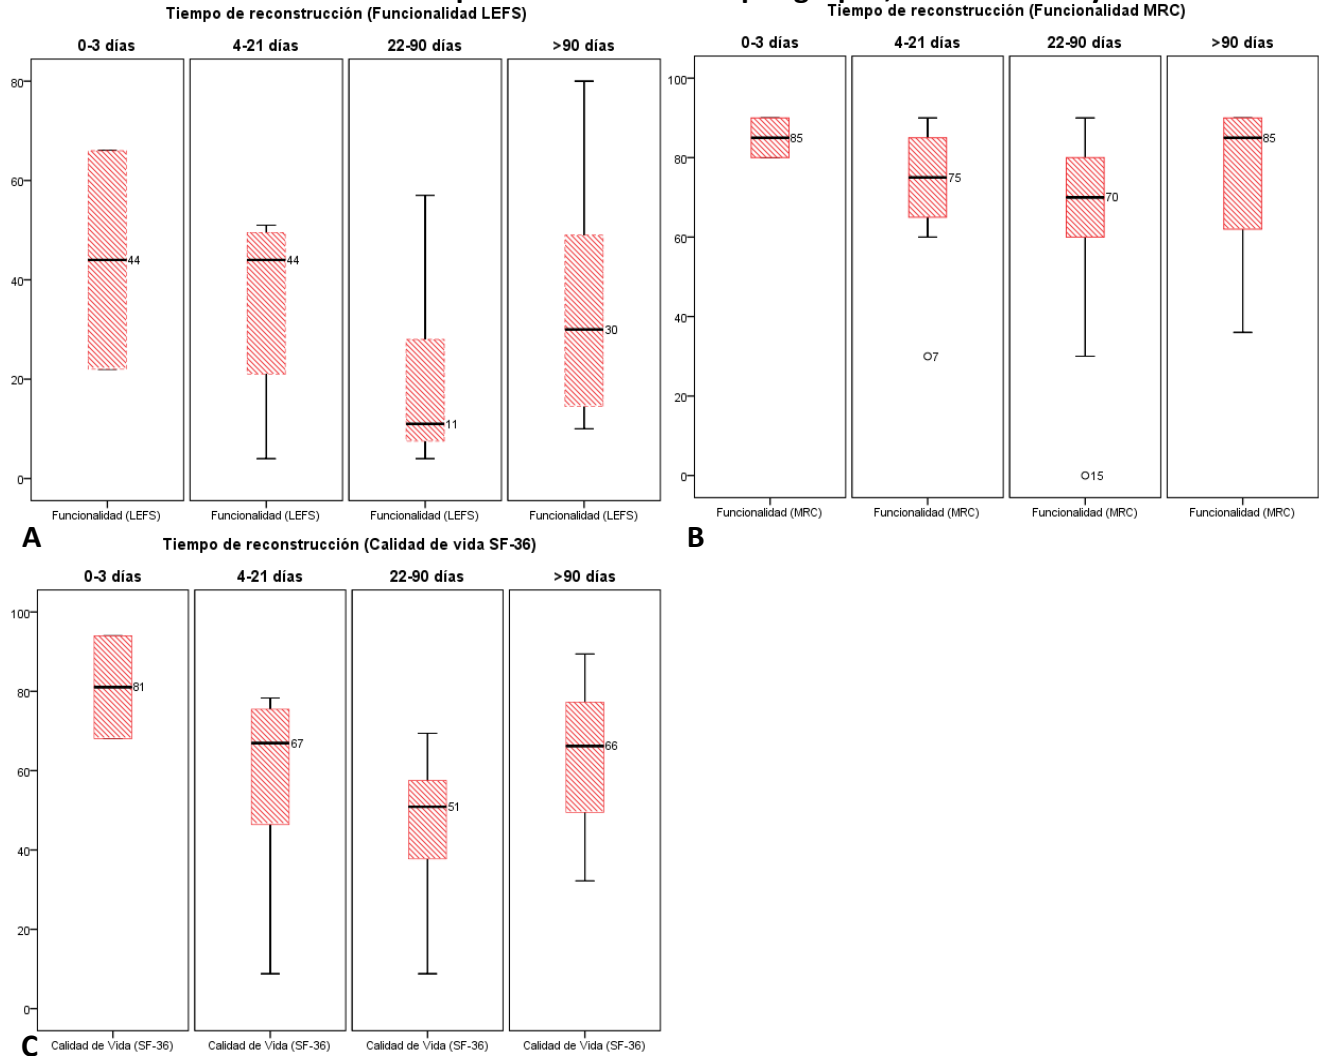 Tiempo de reconstrucción (Funcionalidad LEFS)
0-3 días 4-21 días 22-90 días >90 días
80
60
40
20
0
44
44
11
30
Funcionalidad (LEFS) Funcionalidad (LEFS) Funcionalidad (LEFS) Funcionalidad (LEFS)
A
Tiempo de reconstrucción (Funcionalidad MRC)
0-3 días 4-21 días 22-90 días >90 días
100
80
60
40
20
0
85
75
70
85
7
15
Funcionalidad (MRC) Funcionalidad (MRC) Funcionalidad (MRC) Funcionalidad (MRC)
B
Tiempo de reconstrucción (Calidad de vida SF-36)
0-3 días 4-21 días 22-90 días >90 días
100
80
60
40
20
0
81
67
51
66
Calidad de Vida (SF-36) Calidad de Vida (SF-36) Calidad de Vida (SF-36) Calidad de Vida (SF-36)
C